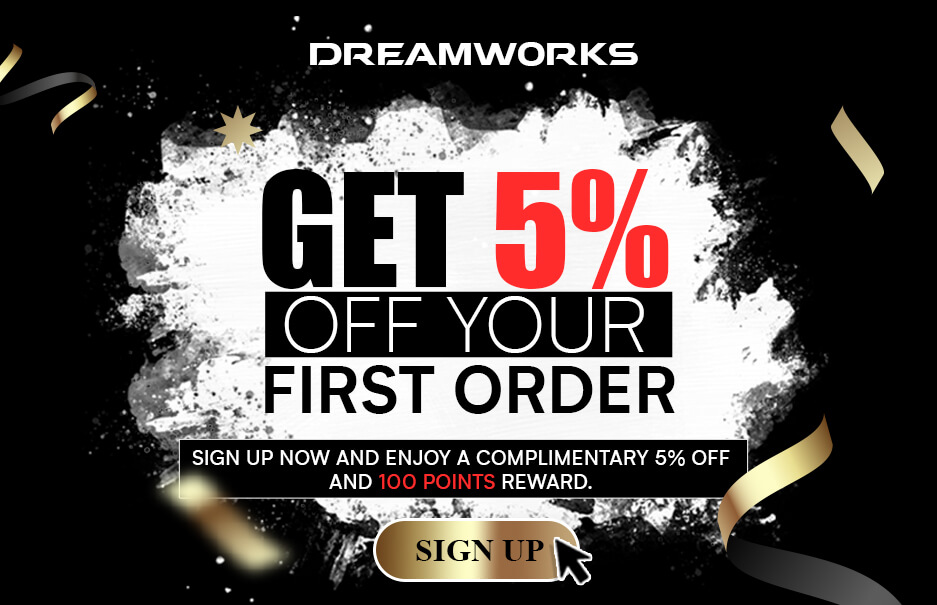 DREAMWORKS
GET 5%
OFF YOUR
FIRST ORDER
SIGN UP NOW AND ENJOY A COMPLIMENTARY 5% OFF
AND 100 POINTS REWARD.
SIGN UP